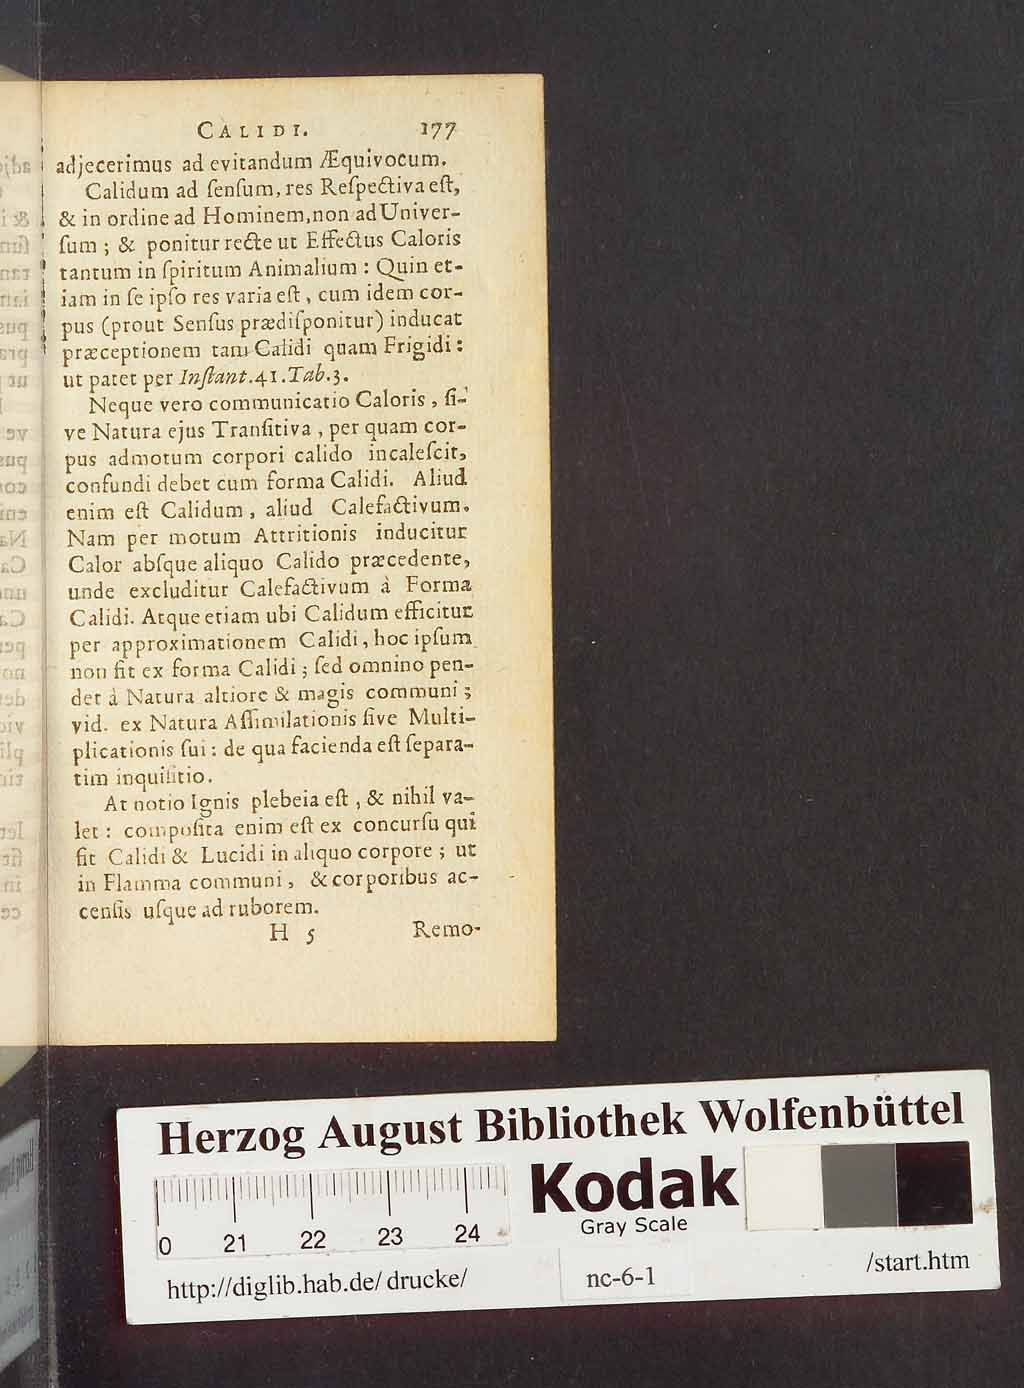 CALIDI. 177
adjecerimus ad evitandum Æquivocum.
Calidum ad ſenſum, res Reſpectiva eſt,
& in ordine ad Hominem, non ad Univer-
ſum ; & ponitur recte ut Effectus Caloris
tantum in ſpiritum Animalium : Quin et-
iam in ſe ipſo res varia eſt , cum idem cor-
pus (prout Senſus prædiſponitur) inducat
præceptionem tam Calidi quam Frigidi :
ut patet per Inſtant. 41. Tab. 3.
Neque vero communicatio Caloris , ſi-
ve Natura ejus Tranſitiva , per quam cor-
pus admotum corpori calido incaleſcit,
confundi debet cum forma Calidi. Aliud
enim eſt Calidum , aliud Calefactivum.
Nam per motum Attritionis inducitur
Calor abſque aliquo Calido præcedente,
unde excluditur Calefactivum à Forma
Calidi. Atque etiam ubi Calidum efficitur
per approximationem Calidi, hoc ipſum
non fit ex forma Calidi ; ſed omnino pen-
det à Natura altiore & magis communi ;
vid. ex Natura Aſſimilationis ſive Multi-
plicationis ſui : de qua facienda eſt ſepara-
tim inquiſitio.
At notio Ignis plebeia eſt , & nihil va-
let : compoſita enim eſt ex concurſu qui
fit Calidi & Lucidi in aliquo corpore ; ut
in Flamma communi , & corporibus ac-
cenſis uſque ad ruborem.
H 5 Remo-
Herzog August Bibliothek Wolfenbüttel
Kodak
Gray Scale
0 21 22 23 24
http://diglib.hab.de/drucke/ nc-6-1 /start.htm